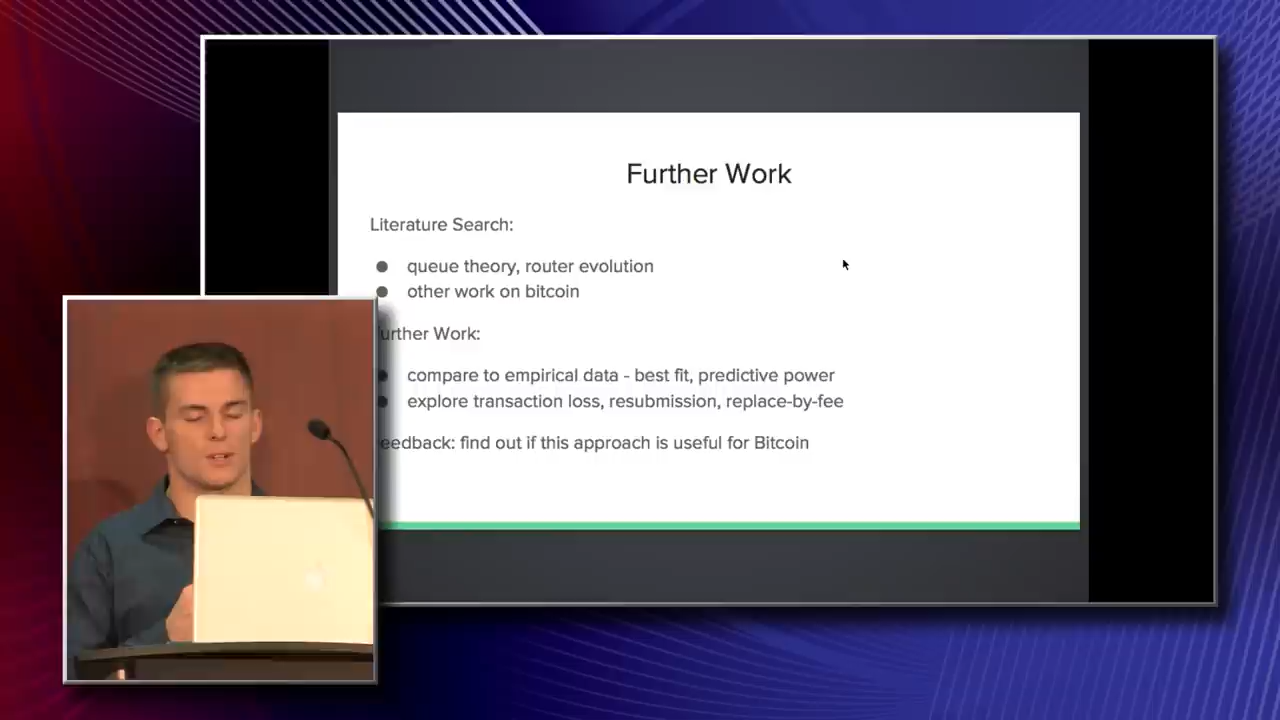 Further Work
Literature Search:
queue theory, router evolution
other work on bitcoin
urther Work:
compare to empirical data - best fit, predictive power
explore transaction loss, resubmission, replace-by-fee
eedback: find out if this approach is useful for Bitcoin